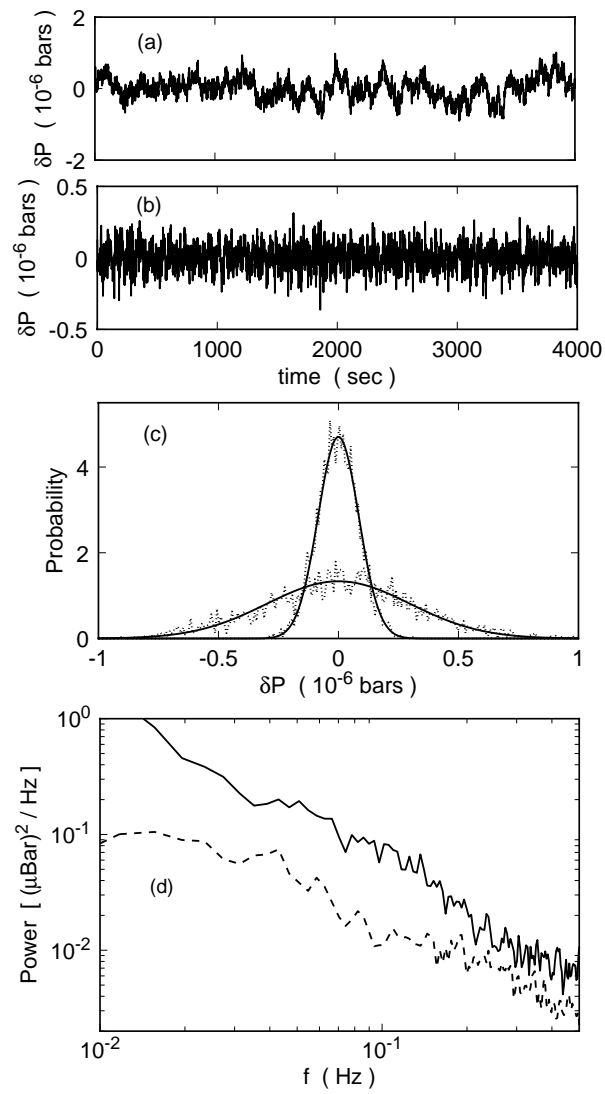 2
(a)
0
-2
δP ( 10-6 bars )
0.5
(b)
0
-0.5
δP ( 10-6 bars )
0 1000 2000 3000 4000
time ( sec )
(c)
4
2
0
Probability
-1 -0.5 0 0.5 1
δP ( 10-6 bars )
100
10-1
10-2
(d)
Power [ (μBar)2 / Hz ]
10-2 10-1
f ( Hz )